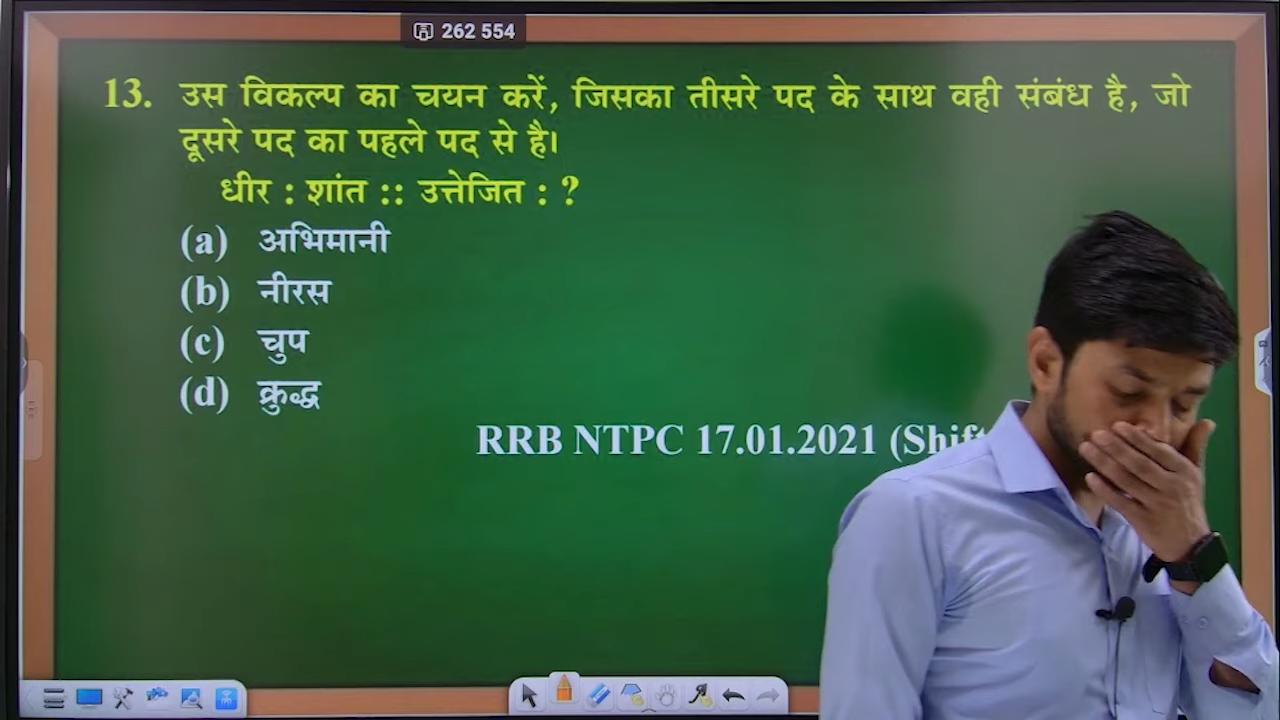 262 554
13. उस विकल्प का चयन करें, जिसका तीसरे पद के साथ वही संबंध है, जो
दूसरे पद का पहले पद से है।
धीर : शांत :: उत्तेजित : ?
(a) अभिमानी
(b) नीरस
(c) चुप
(d) क्रुद्ध
RRB NTPC 17.01.2021